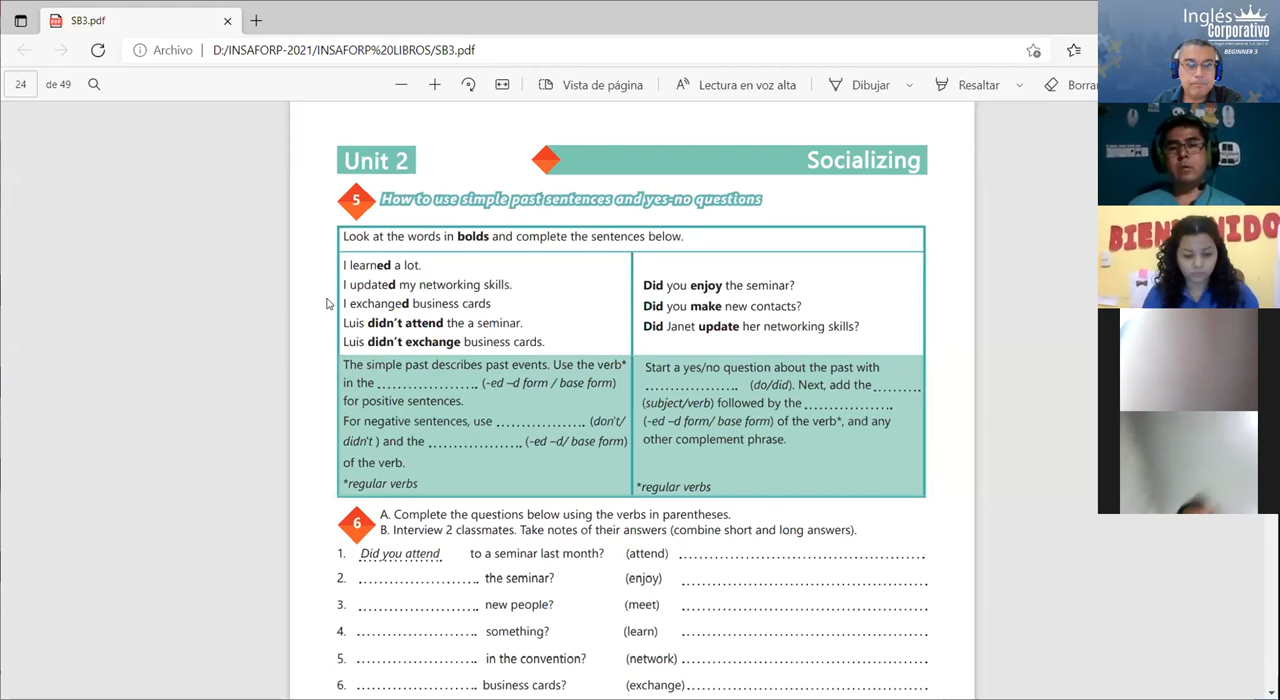 SB3.pdf
Archivo | D:/INSAFORP-2021/INSAFORP%20LIBROS/SB3.pdf
24 de 49
Vista de página
Lectura en voz alta
Dibujar
Resaltar
Borrar
Inglés
Corporativo
BEGINNER 3
BIENVENIDO
Unit 2
Socializing
5 How to use simple past sentences and yes-no questions
Look at the words in bolds and complete the sentences below.
I learned a lot.
I updated my networking skills.
I exchanged business cards
Luis didn't attend the a seminar.
Luis didn't exchange business cards.
Did you enjoy the seminar?
Did you make new contacts?
Did Janet update her networking skills?
The simple past describes past events. Use the verb*
in the .................... (-ed –d form / base form)
for positive sentences.
For negative sentences, use .................... (don't/
didn't ) and the .................... (-ed –d/ base form)
of the verb.
*regular verbs
Start a yes/no question about the past with
.................... (do/did). Next, add the .........
(subject/verb) followed by the ..................
(-ed –d form/ base form) of the verb*, and any
other complement phrase.
*regular verbs
6 A. Complete the questions below using the verbs in parentheses.
B. Interview 2 classmates. Take notes of their answers (combine short and long answers).
1. Did you attend to a seminar last month? (attend) ....................
2. .................... the seminar? (enjoy) ....................
3. .................... new people? (meet) ....................
4. .................... something? (learn) ....................
5. .................... in the convention? (network) ....................
6. .................... business cards? (exchange) ....................